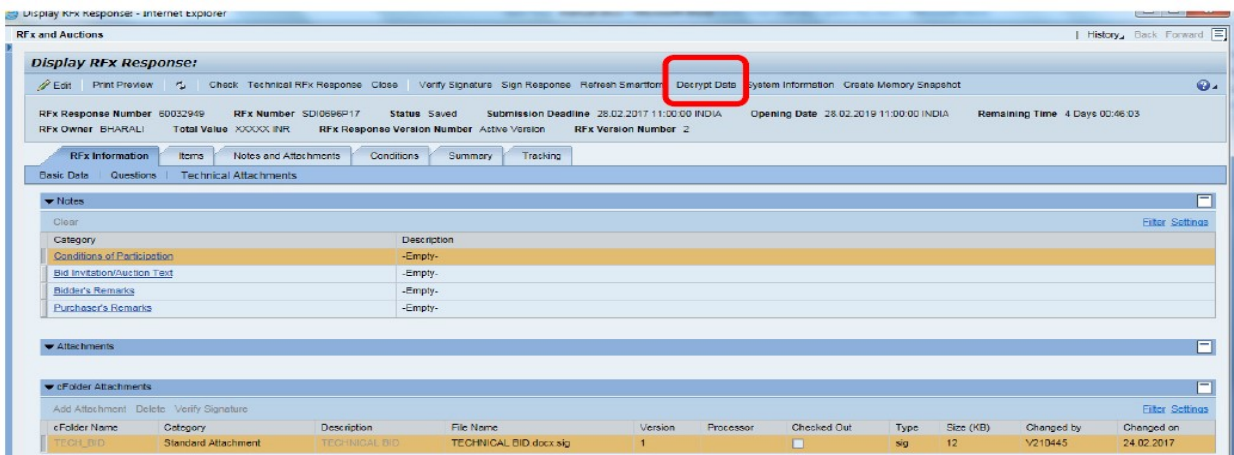 Display RFx Response: - Internet Explorer
RFx and Auctions | History Back Forward
Display RFx Response:
Edit | Print Preview | Check Technical RFx Response Close | Verify Signature Sign Response Refresh Smartform Decrypt Data System Information Create Memory Snapshot
RFx Response Number 60032949 RFx Number SDI0696P17 Status Saved Submission Deadline 28.02.2017 11:00:00 INDIA Opening Date 28.02.2019 11:00:00 INDIA Remaining Time 4 Days 00:46:03
RFx Owner BHARALI Total Value XXXXX INR RFx Response Version Number Active Version RFx Version Number 2
RFx Information Items Notes and Attachments Conditions Summary Tracking
Basic Data | Questions | Technical Attachments
Notes
Clear Filter Settings
Category Description
Conditions of Participation -Empty-
Bid Invitation/Auction Text -Empty-
Bidder's Remarks -Empty-
Purchaser's Remarks -Empty-
Attachments
cFolder Attachments
Add Attachment Delete Verify Signature Filter Settings
cFolder Name Category Description File Name Version Processor Checked Out Type Size (KB) Changed by Changed on
TECH_BID Standard Attachment TECHNICAL BID TECHNICAL BID.docx.sig 1 sig 12 V210445 24.02.2017